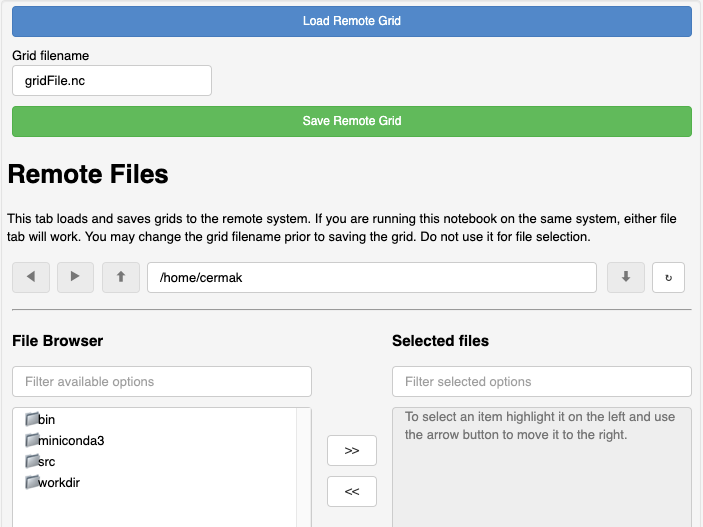 Load Remote Grid
Grid filename
gridFile.nc
Save Remote Grid
Remote Files
This tab loads and saves grids to the remote system. If you are running this notebook on the same system, either file
tab will work. You may change the grid filename prior to saving the grid. Do not use it for file selection.
◀ ▶ ⬆ /home/cermak ⬇ ↻
File Browser
Selected files
Filter available options
Filter selected options
bin
miniconda3
src
workdir
>>
<<
To select an item highlight it on the left and use
the arrow button to move it to the right.